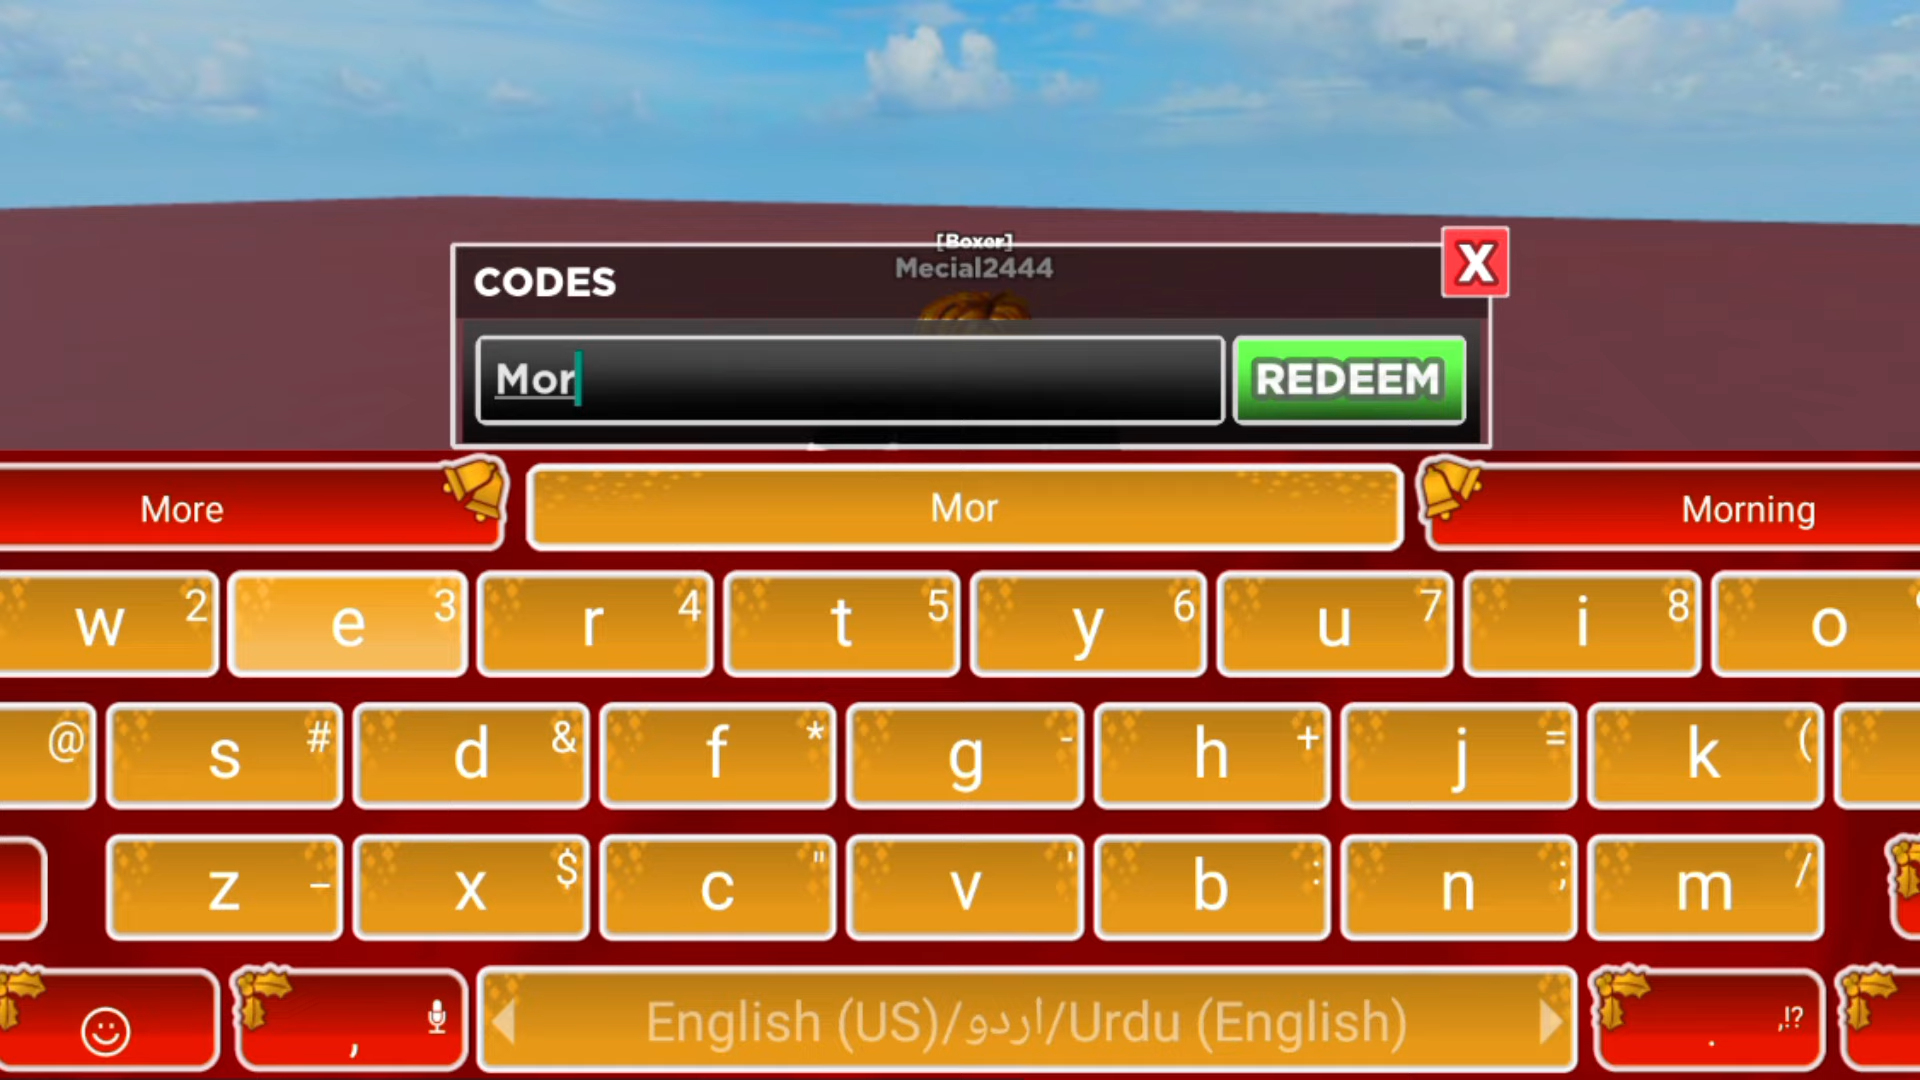 [Boxer]
Mecial2444
CODES
X
Mor
REDEEM
More
Mor
Morning
w 2 e 3 r 4 t 5 y 6 u 7 i 8 o
@ s # d & f * g - h + j = k (
z – x $ c " v ' b : n ; m /
, English (US)/اردو/Urdu (English) . ,!?